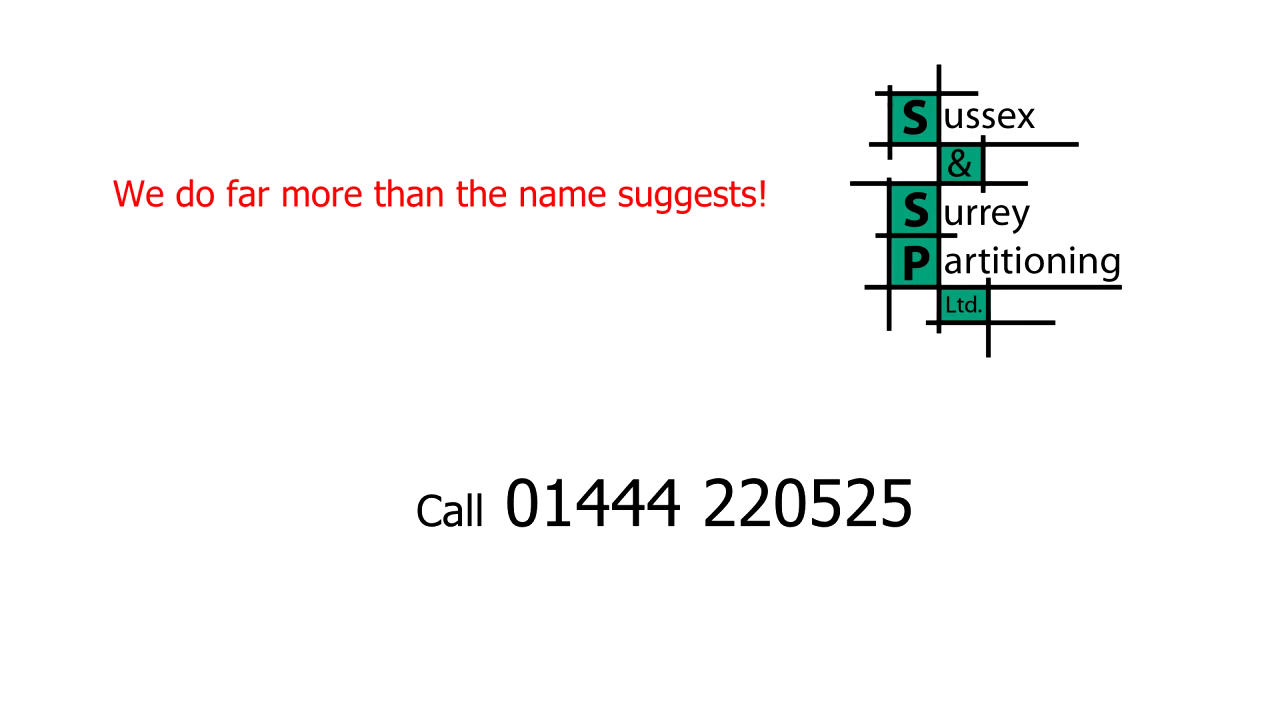 Sussex
&
We do far more than the name suggests!
Surrey
Partitioning
Ltd.
Call 01444 220525